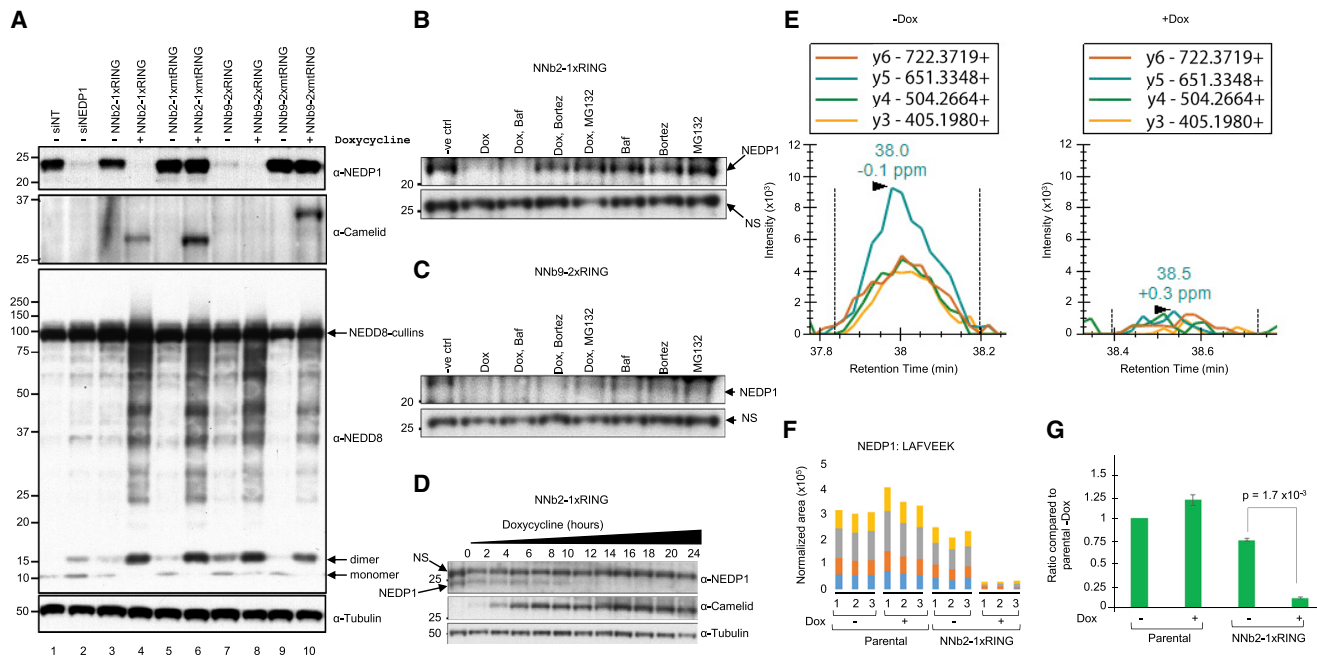 A
- siNT
- siNEDP1
- NNb2-1xRING
+ NNb2-1xRING
- NNb2-1xmtRING
+ NNb2-1xmtRING
- NNb9-2xRING
+ NNb9-2xRING
- NNb9-2xmtRING
+ NNb9-2xmtRING
Doxycycline
25
20
α-NEDP1
37
25
α-Camelid
250
150
100
75
50
37
25
20
15
10
NEDD8-cullins
α-NEDD8
dimer
monomer
50
α-Tubulin
1 2 3 4 5 6 7 8 9 10
B
NNb2-1xRING
-ve ctrl
Dox
Dox, Baf
Dox, Bortez
Dox, MG132
Baf
Bortez
MG132
NEDP1
20
25
NS
C
NNb9-2xRING
-ve ctrl
Dox
Dox, Baf
Dox, Bortez
Dox, MG132
Baf
Bortez
MG132
NEDP1
20
25
NS
D
NNb2-1xRING
Doxycycline (hours)
0 2 4 6 8 10 12 14 16 18 20 22 24
NS
25
NEDP1
α-NEDP1
25
α-Camelid
50
α-Tubulin
E
-Dox
y6 - 722.3719+
y5 - 651.3348+
y4 - 504.2664+
y3 - 405.1980+
38.0
-0.1 ppm
Intensity (x10³)
12
10
8
6
4
2
0
37.8 38 38.2
Retention Time (min)
+Dox
y6 - 722.3719+
y5 - 651.3348+
y4 - 504.2664+
y3 - 405.1980+
38.5
+0.3 ppm
Intensity (x10³)
12
10
8
6
4
2
0
38.4 38.6
Retention Time (min)
F
NEDP1: LAFVEEK
Normalized area (x10⁵)
5
4
3
2
1
0
1 2 3 1 2 3 1 2 3 1 2 3
Dox - + - +
Parental NNb2-1xRING
G
Ratio compared to
parental -Dox
1.5
1.25
1
0.75
0.5
0.25
0
p = 1.7 x10⁻³
Dox - + - +
Parental NNb2-1xRING